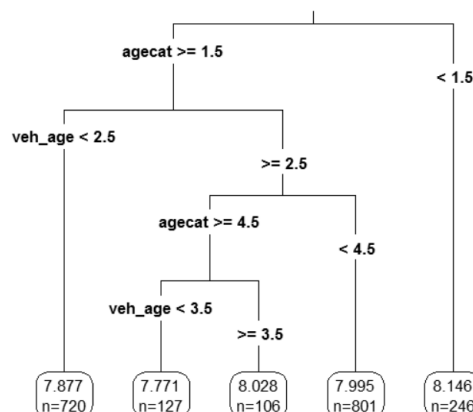 agecat >= 1.5
< 1.5
veh_age < 2.5
>= 2.5
agecat >= 4.5
< 4.5
veh_age < 3.5
>= 3.5
7.877
n=720
7.771
n=127
8.028
n=106
7.995
n=801
8.146
n=246